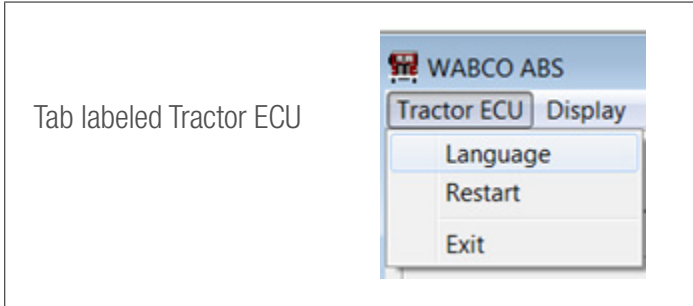 Tab labeled Tractor ECU
WABCO ABS
Tractor ECU Display
Language
Restart
Exit